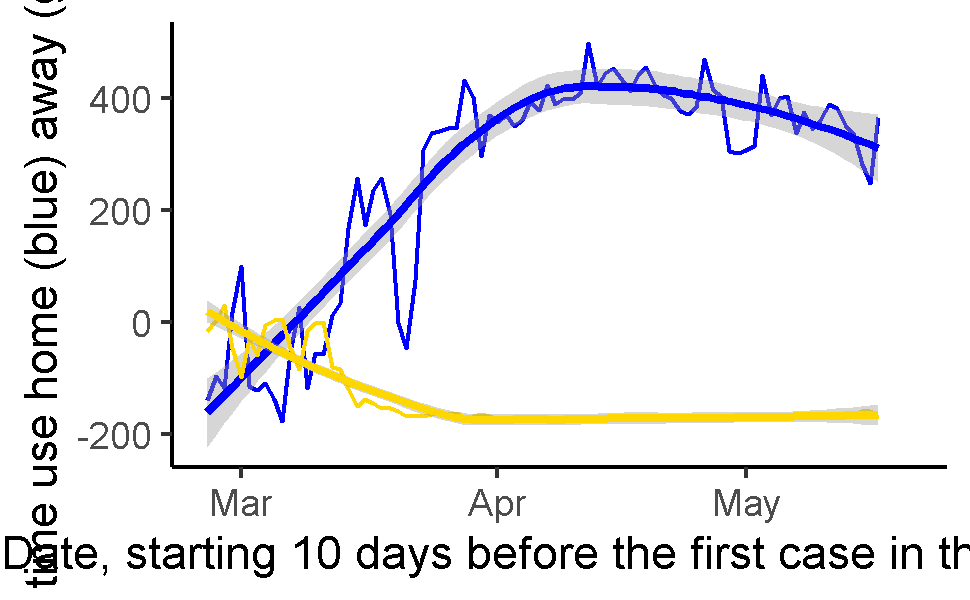 time use home (blue) away (
400
200
0
-200
Mar Apr May
Date, starting 10 days before the first case in th